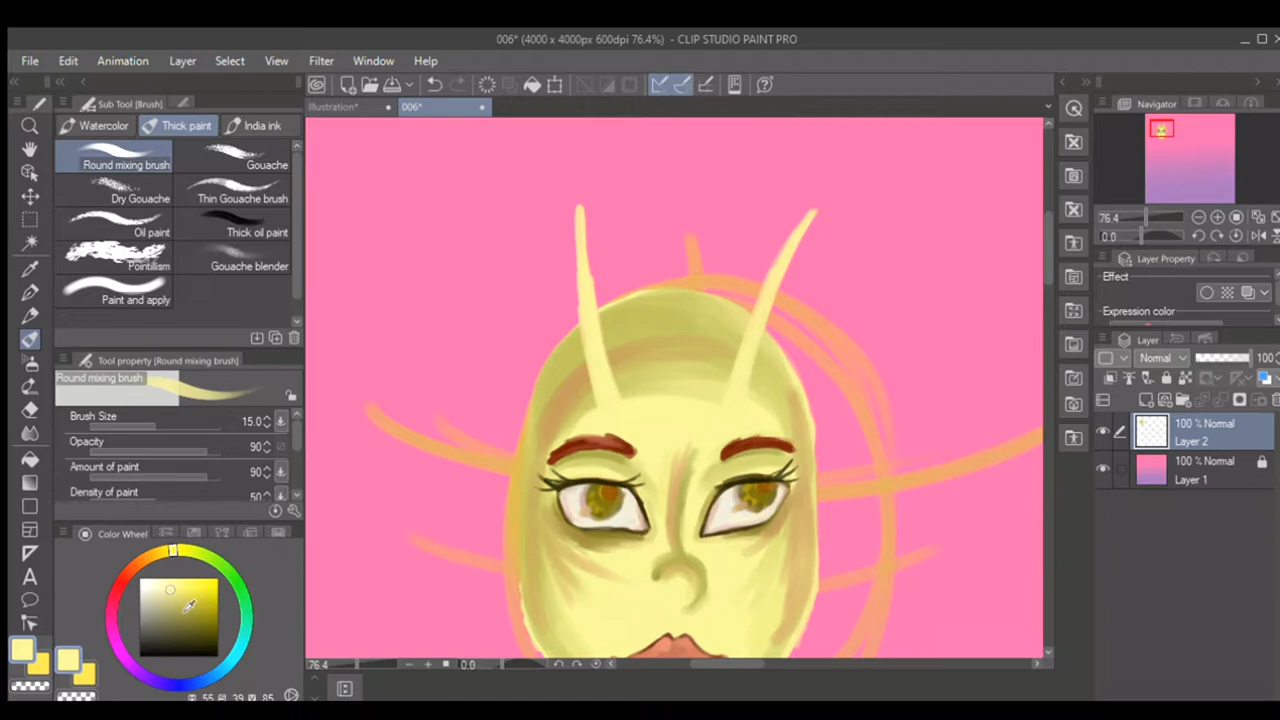 006* (4000 x 4000px 600dpi 76.4%) - CLIP STUDIO PAINT PRO
File Edit Animation Layer Select View Filter Window Help
Sub Tool [Brush]
Illustration* 006*
Navigator
Watercolor Thick paint India ink
Round mixing brush Gouache
Dry Gouache Thin Gouache brush
Oil paint Thick oil paint
Pointillism Gouache blender
Paint and apply
76.4
0.0
Layer Property
Effect
Expression color
Tool property [Round mixing brush]
Round mixing brush
Brush Size 15.0
Opacity 90
Amount of paint 90
Density of paint 50
Layer
Normal 100
100 % Normal
Layer 2
100 % Normal
Layer 1
Color Wheel
A
76.4 0.0
55 39 85